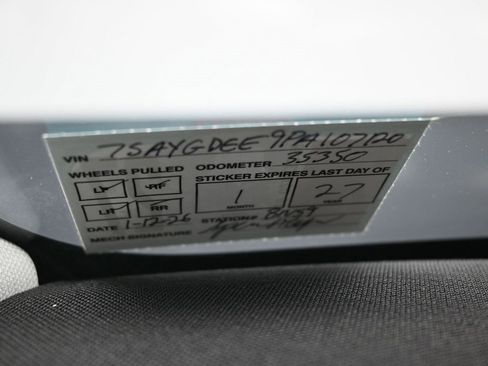 VIN 7SAYGDEE9PA107120
WHEELS PULLED ODOMETER 35350
LF RF STICKER EXPIRES LAST DAY OF
LR RR 1 27
MONTH YEAR
DATE 1-12-26 STATION#
MECH SIGNATURE